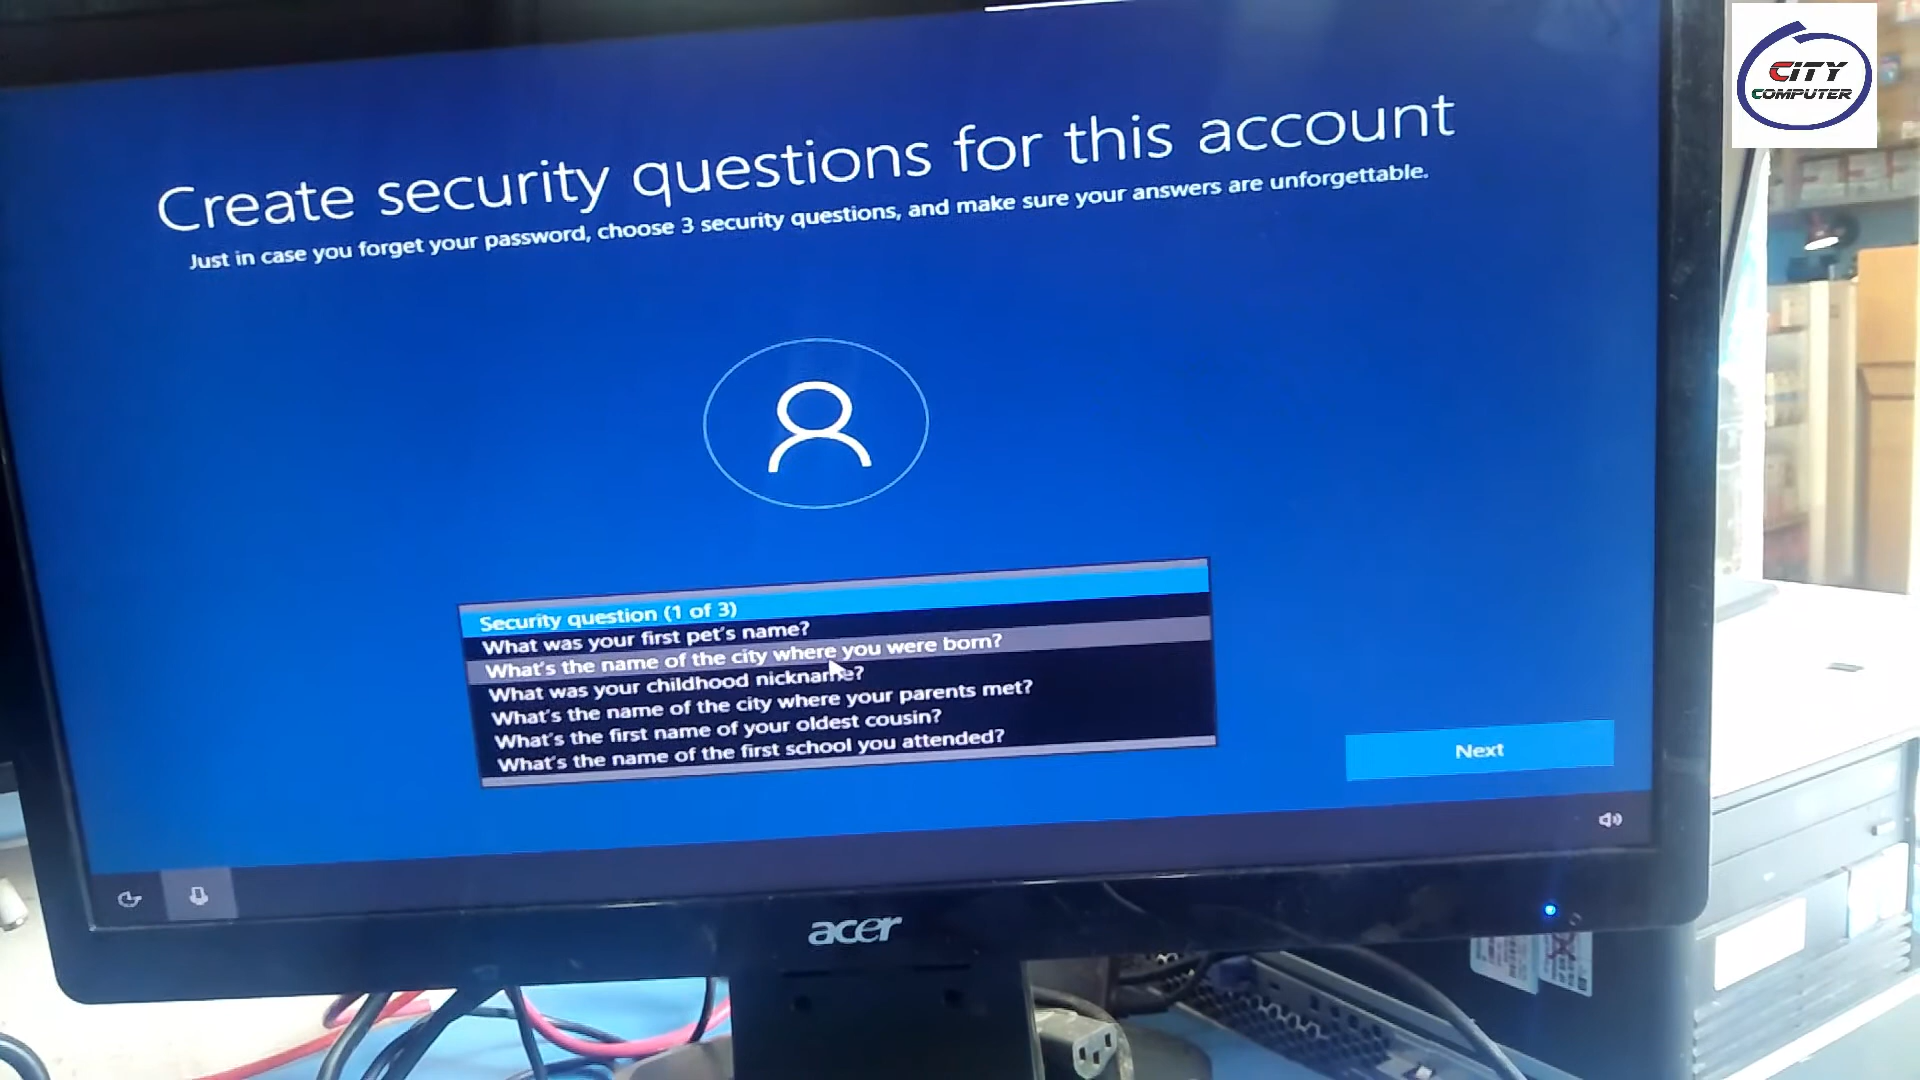 CITY
COMPUTER
Create security questions for this account
Just in case you forget your password, choose 3 security questions, and make sure your answers are unforgettable.
Security question (1 of 3)
What was your first pet's name?
What's the name of the city where you were born?
What was your childhood nickname?
What's the name of the city where your parents met?
What's the first name of your oldest cousin?
What's the name of the first school you attended?
Next
acer